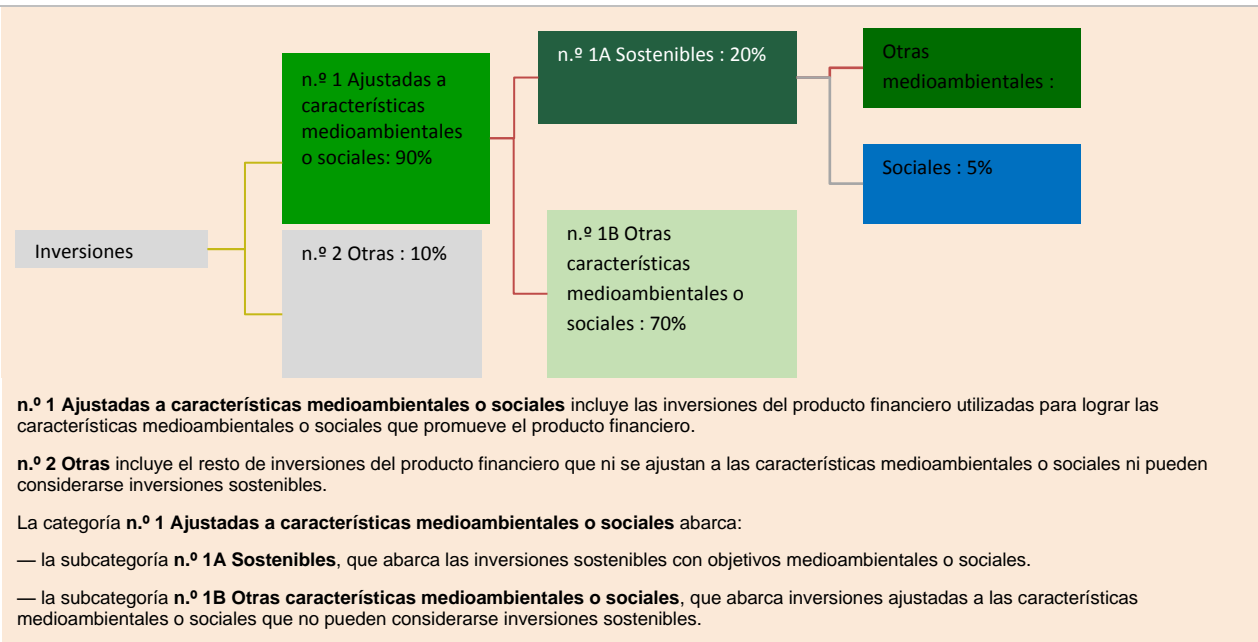 Inversiones
n.º 1 Ajustadas a
características
medioambientales
o sociales: 90%
n.º 2 Otras : 10%
n.º 1A Sostenibles : 20%
n.º 1B Otras
características
medioambientales o
sociales : 70%
Otras
medioambientales :
Sociales : 5%
n.º 1 Ajustadas a características medioambientales o sociales incluye las inversiones del producto financiero utilizadas para lograr las
características medioambientales o sociales que promueve el producto financiero.
n.º 2 Otras incluye el resto de inversiones del producto financiero que ni se ajustan a las características medioambientales o sociales ni pueden
considerarse inversiones sostenibles.
La categoría n.º 1 Ajustadas a características medioambientales o sociales abarca:
— la subcategoría n.º 1A Sostenibles, que abarca las inversiones sostenibles con objetivos medioambientales o sociales.
— la subcategoría n.º 1B Otras características medioambientales o sociales, que abarca inversiones ajustadas a las características
medioambientales o sociales que no pueden considerarse inversiones sostenibles.